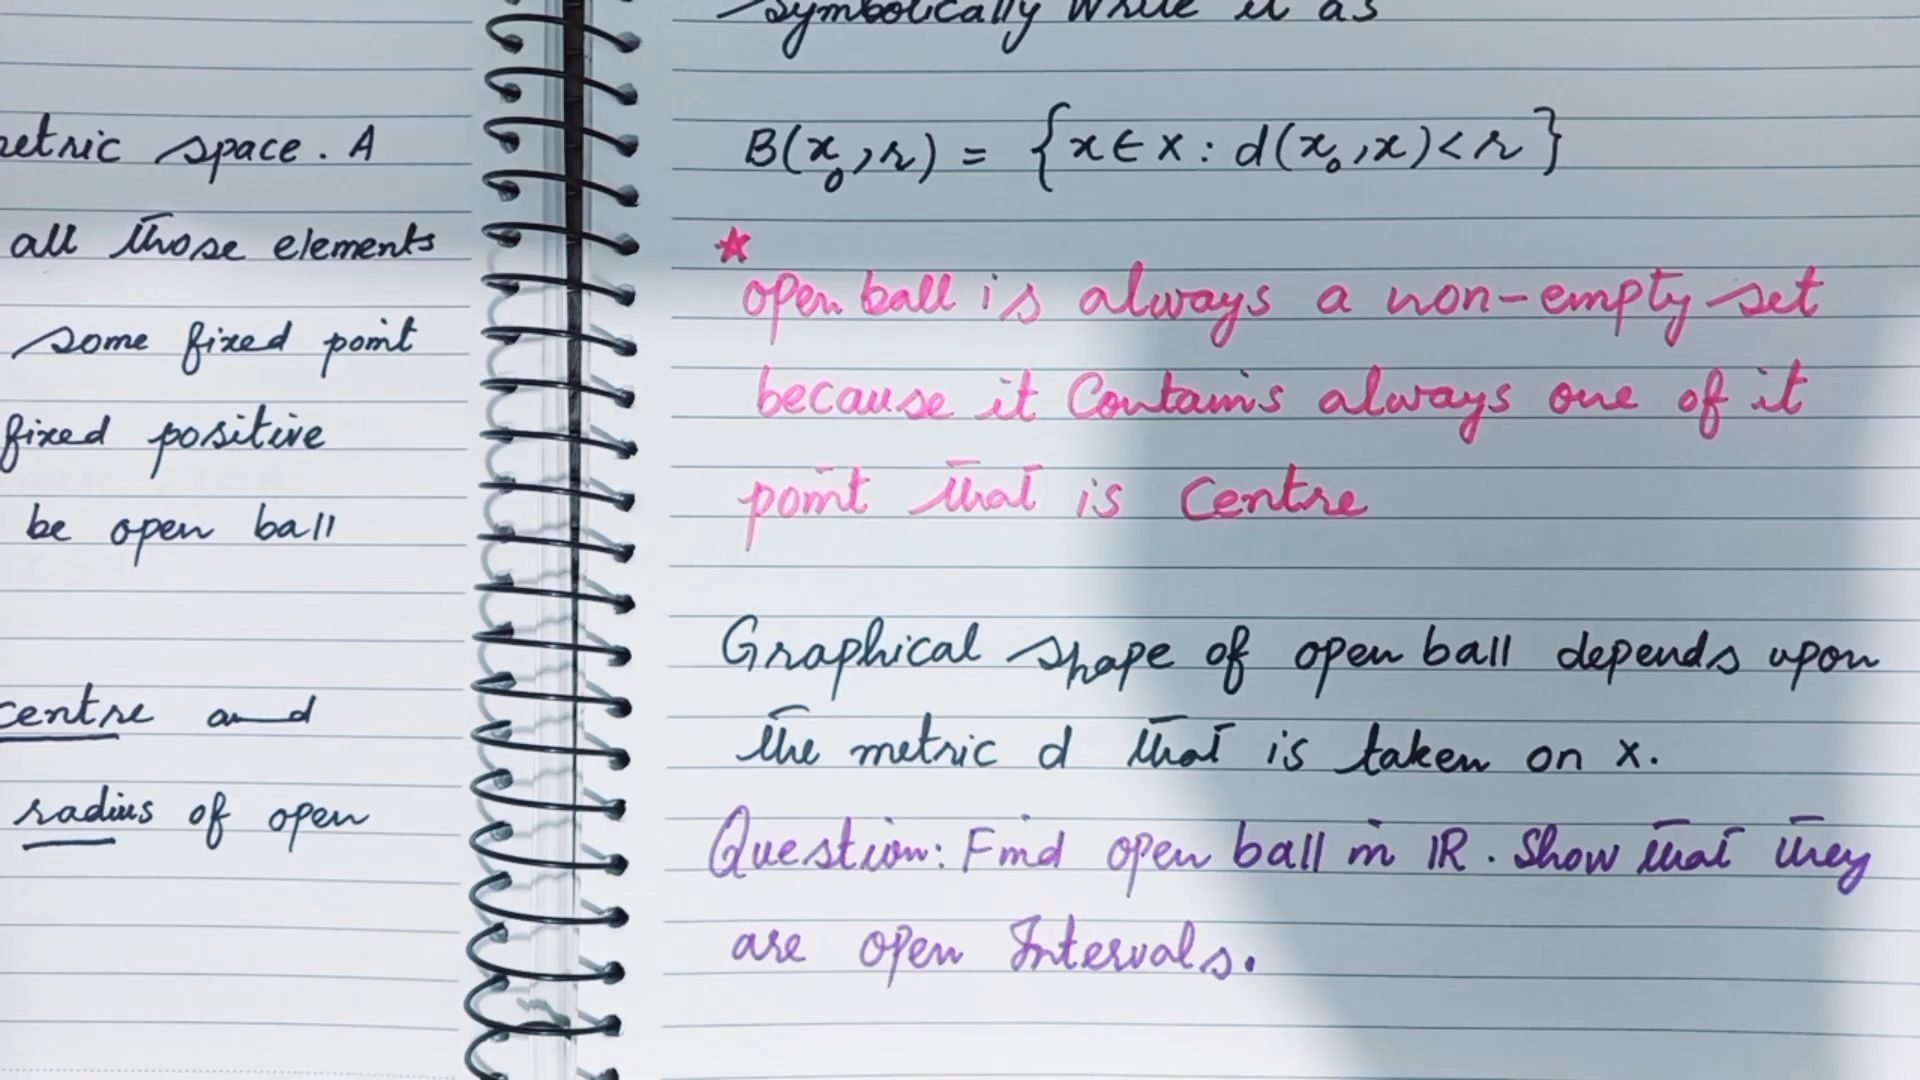 metric space. A
all those elements
some fixed point
fixed positive
be open ball
centre and
radius of open
symbolically write it as
B(x₀,r) = {x∈X : d(x₀,x)<r}
★
open ball is always a non-empty set
because it Contains always one of it
point that is Centre
Graphical shape of open ball depends upon
the metric d that is taken on X.
Question: Find open ball in IR. Show that they
are open Intervals.